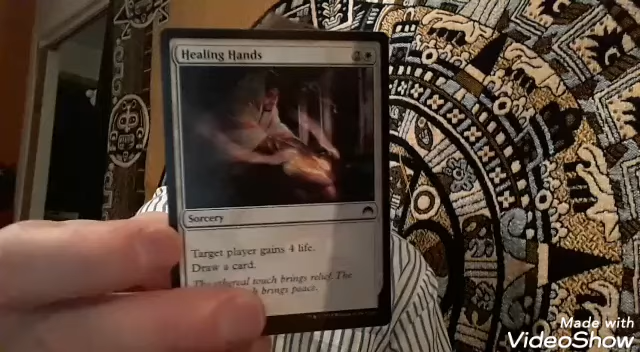 Healing Hands 2
Sorcery
Target player gains 4 life.
Draw a card.
The ethereal touch brings relief. The
brings peace.
Made with
VideoShow